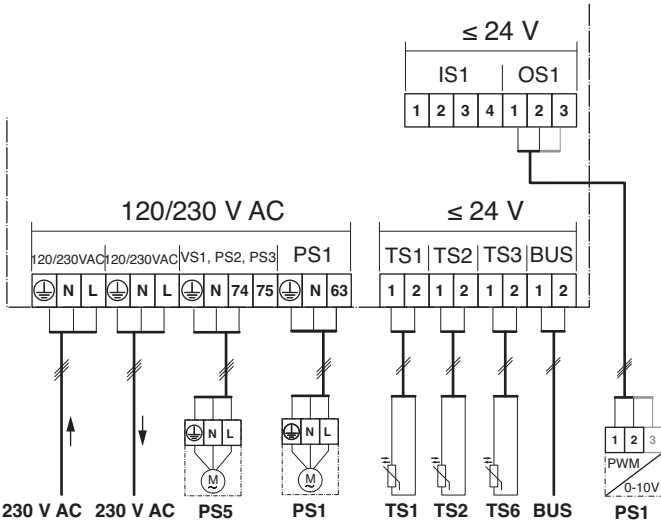 ≤ 24 V
IS1 OS1
1 2 3 4 1 2 3
120/230 V AC ≤ 24 V
120/230VAC 120/230VAC VS1, PS2, PS3 PS1 TS1 TS2 TS3 BUS
N L N L N 74 75 N 63 1 2 1 2 1 2 1 2
N L N L 1 2 3
M ~ M ~ PWM
0-10V
230 V AC 230 V AC PS5 PS1 TS1 TS2 TS6 BUS PS1